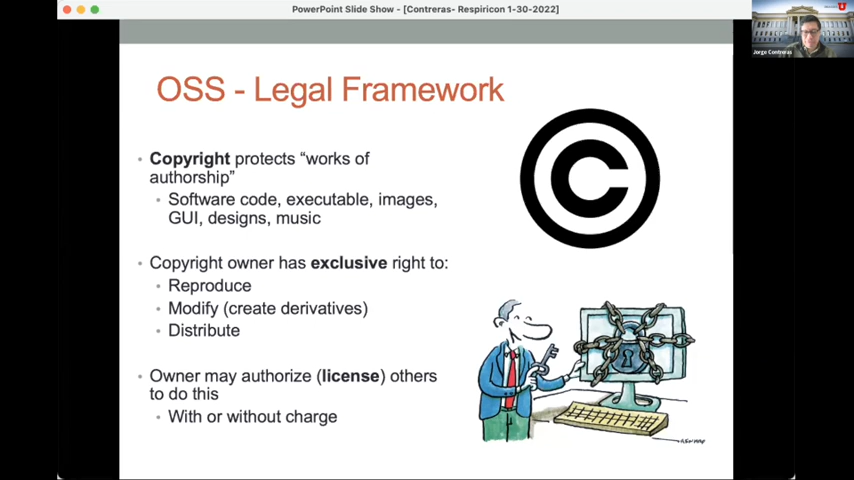 PowerPoint Slide Show - [Contreras- Respiricon 1-30-2022]
Jorge Contreras
OSS - Legal Framework
• Copyright protects “works of
authorship”
• Software code, executable, images,
GUI, designs, music
• Copyright owner has exclusive right to:
• Reproduce
• Modify (create derivatives)
• Distribute
• Owner may authorize (license) others
to do this
• With or without charge
©